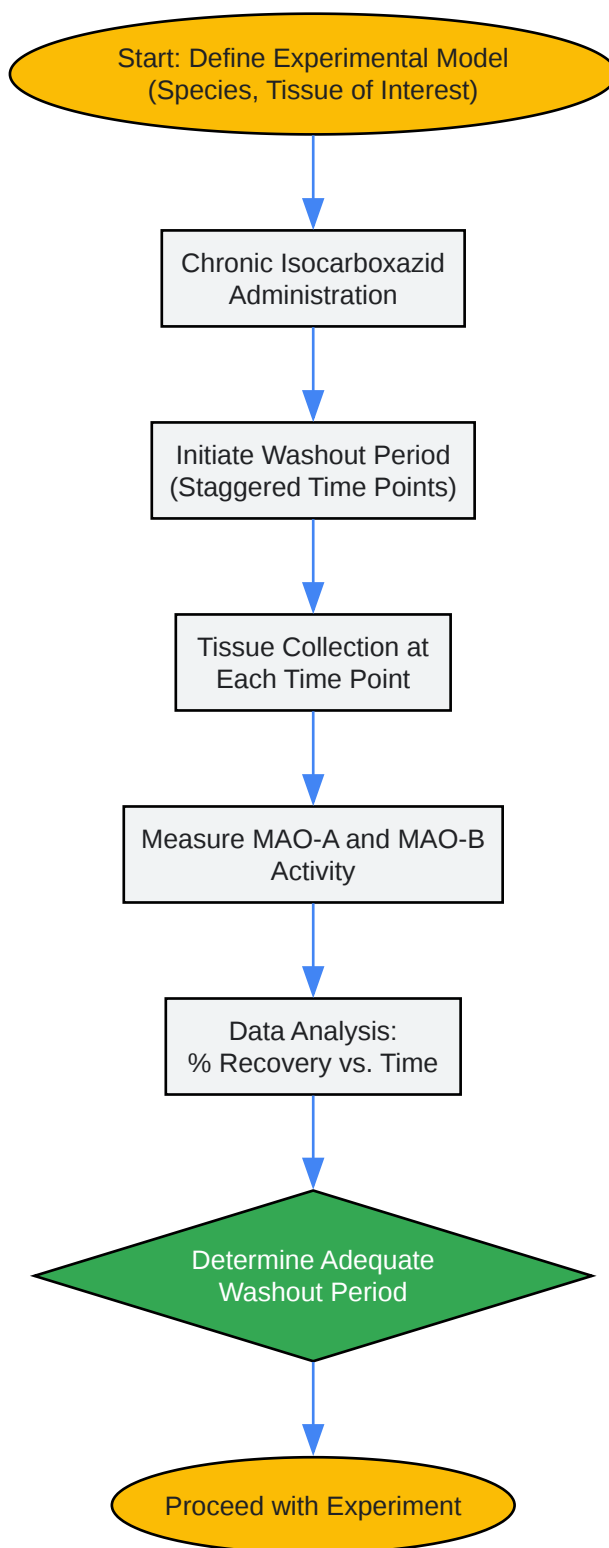 Start: Define Experimental Model
(Species, Tissue of Interest)
Chronic Isocarboxazid
Administration
Initiate Washout Period
(Staggered Time Points)
Tissue Collection at
Each Time Point
Measure MAO-A and MAO-B
Activity
Data Analysis:
% Recovery vs. Time
Determine Adequate
Washout Period
Proceed with Experiment